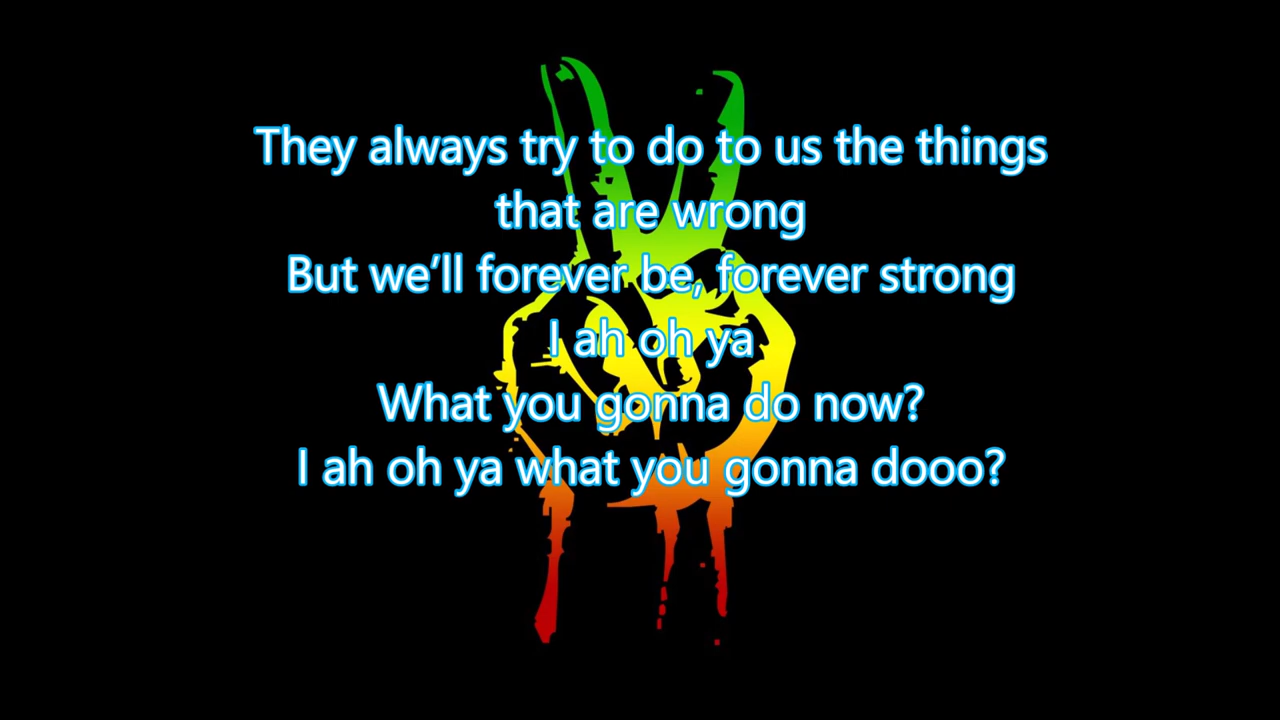 They always try to do to us the things
that are wrong
But we’ll forever be, forever strong
I ah oh ya
What you gonna do now?
I ah oh ya what you gonna dooo?